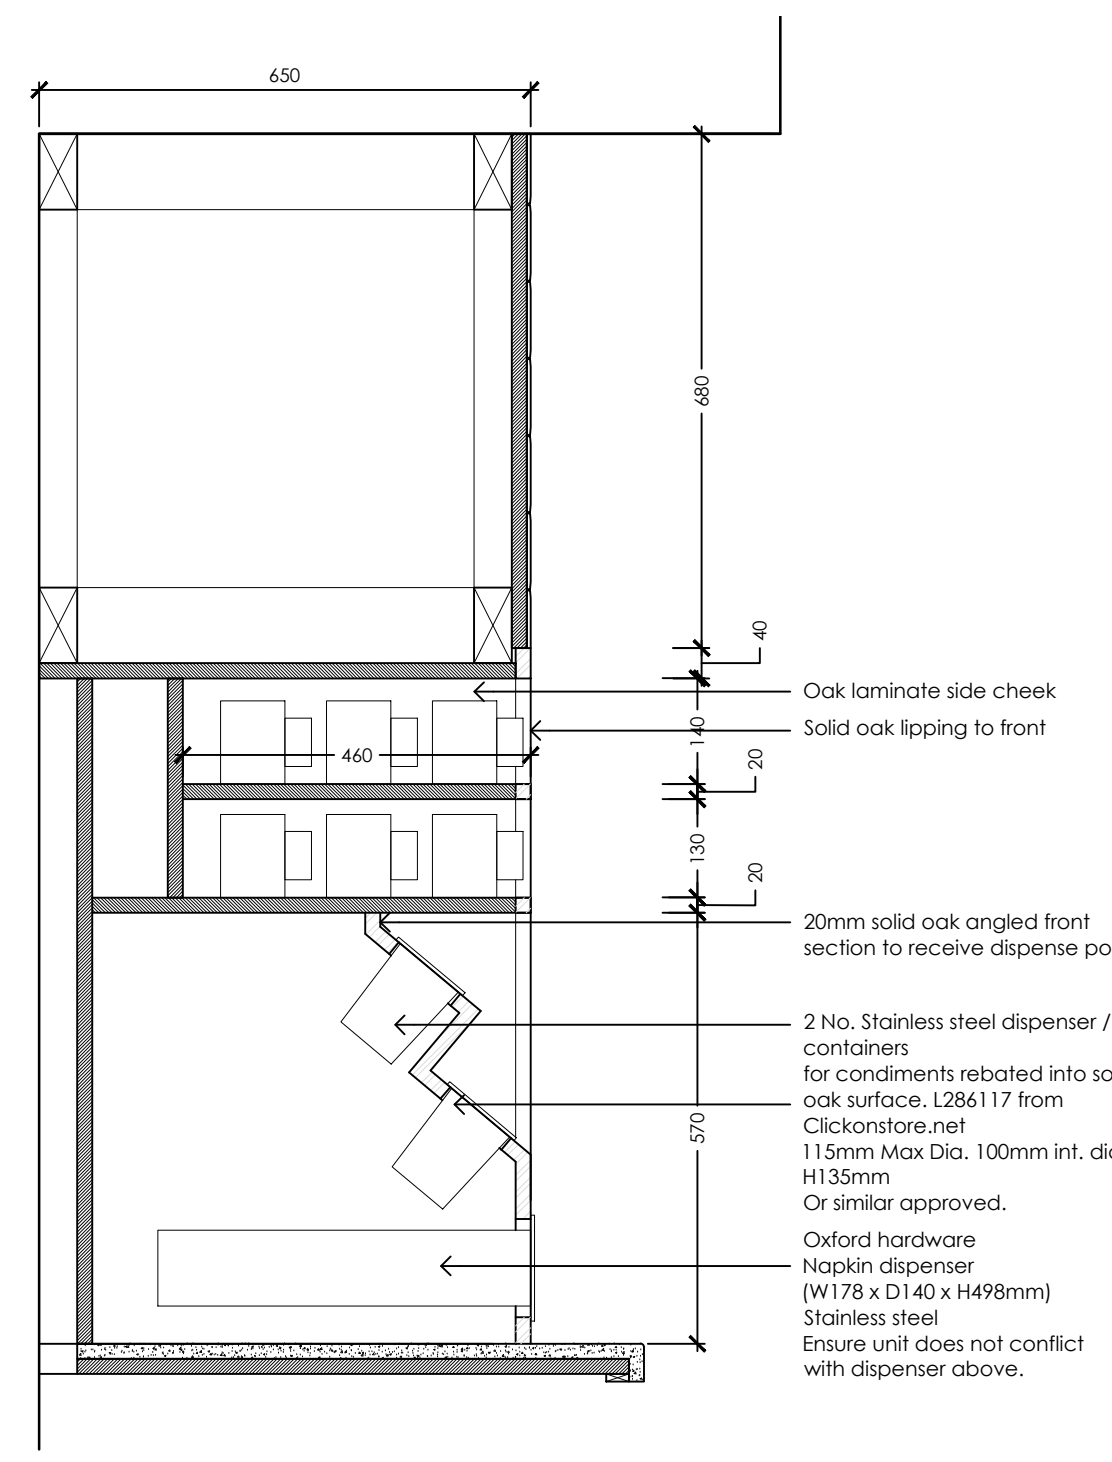 650
680
40
Oak laminate side cheek
Solid oak lipping to front
140
460
20
130
20
20mm solid oak angled front
section to receive dispense
2 No. Stainless steel dispenser /
containers
for condiments rebated into
oak surface. L286117 from
Clickonstore.net
115mm Max Dia. 100mm int.
H135mm
Or similar approved.
570
Oxford hardware
Napkin dispenser
(W178 x D140 x H498mm)
Stainless steel
Ensure unit does not conflict
with dispenser above.